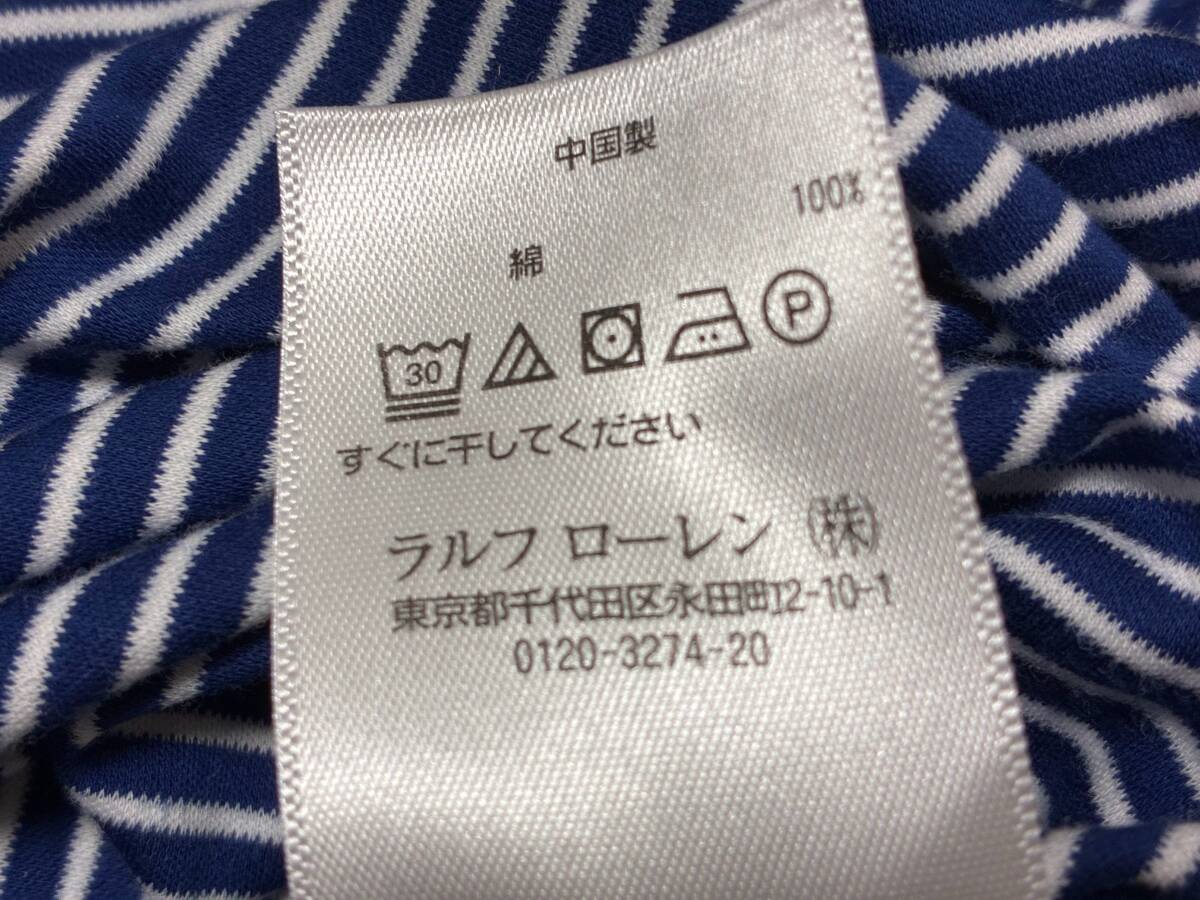 中国製
100%
綿
30 P
すぐに干してください
ラルフ ローレン (株)
東京都千代田区永田町2-10-1
0120-3274-20